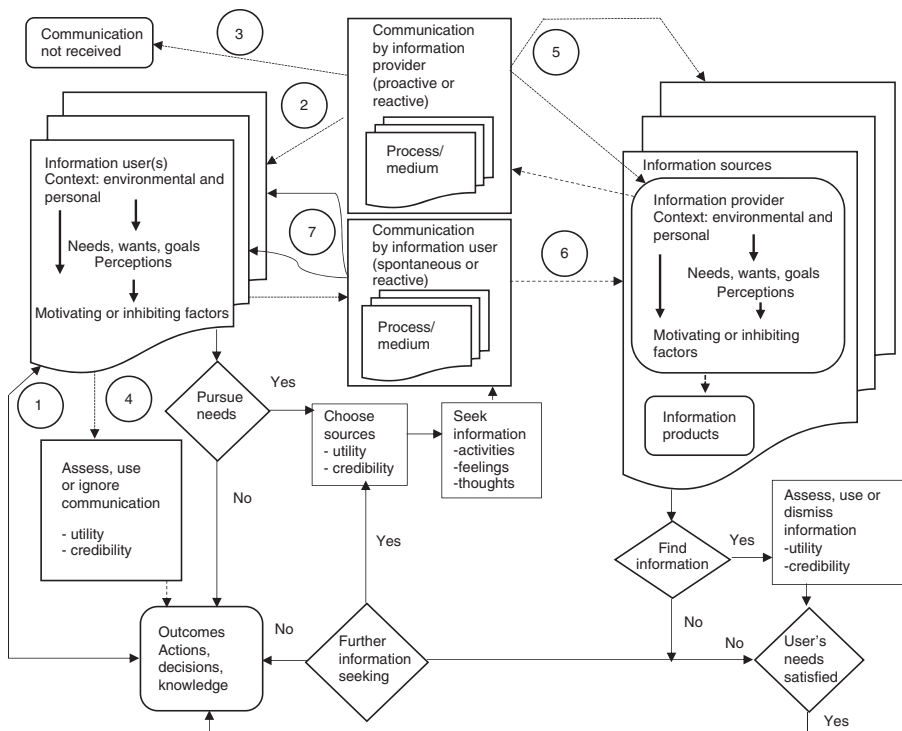 Communication
not received
3
Communication
by information
provider
(proactive or
reactive)
Process/
medium
5
2
Information user(s)
Context: environmental and
personal
Needs, wants, goals
Perceptions
Motivating or inhibiting factors
7
Communication
by information user
(spontaneous or
reactive)
Process/
medium
6
Information sources
Information provider
Context: environmental and
personal
Needs, wants, goals
Perceptions
Motivating or inhibiting
factors
Information
products
1
4
Pursue
needs
Yes
No
Choose
sources
- utility
- credibility
Seek
information
-activities
-feelings
-thoughts
Assess, use
or ignore
communication
- utility
- credibility
Yes
Find
information
Yes
No
Assess, use or
dismiss
information
-utility
-credibility
Outcomes
Actions,
decisions,
knowledge
No
Further
information
seeking
No
User's
needs
satisfied
Yes